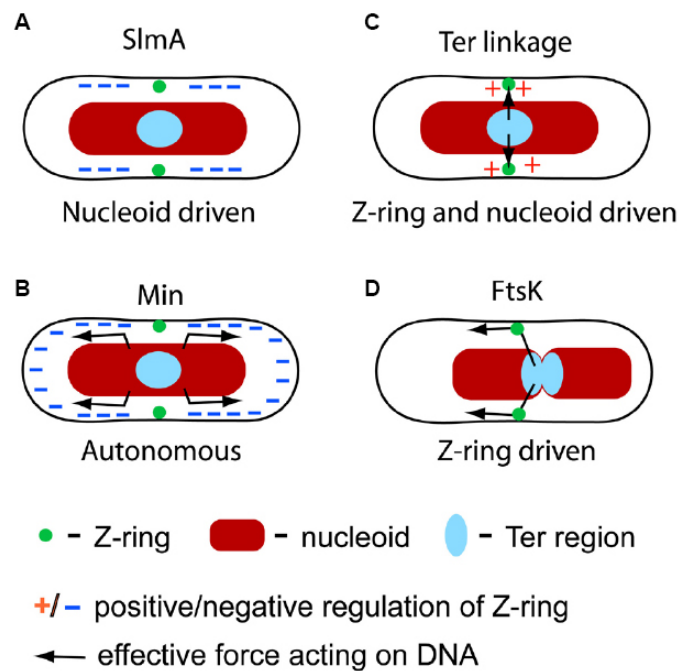 A
SlmA
Nucleoid driven
B
Min
Autonomous
C
Ter linkage
Z-ring and nucleoid driven
D
FtsK
Z-ring driven
- Z-ring
- nucleoid
- Ter region
+/- positive/negative regulation of Z-ring
effective force acting on DNA